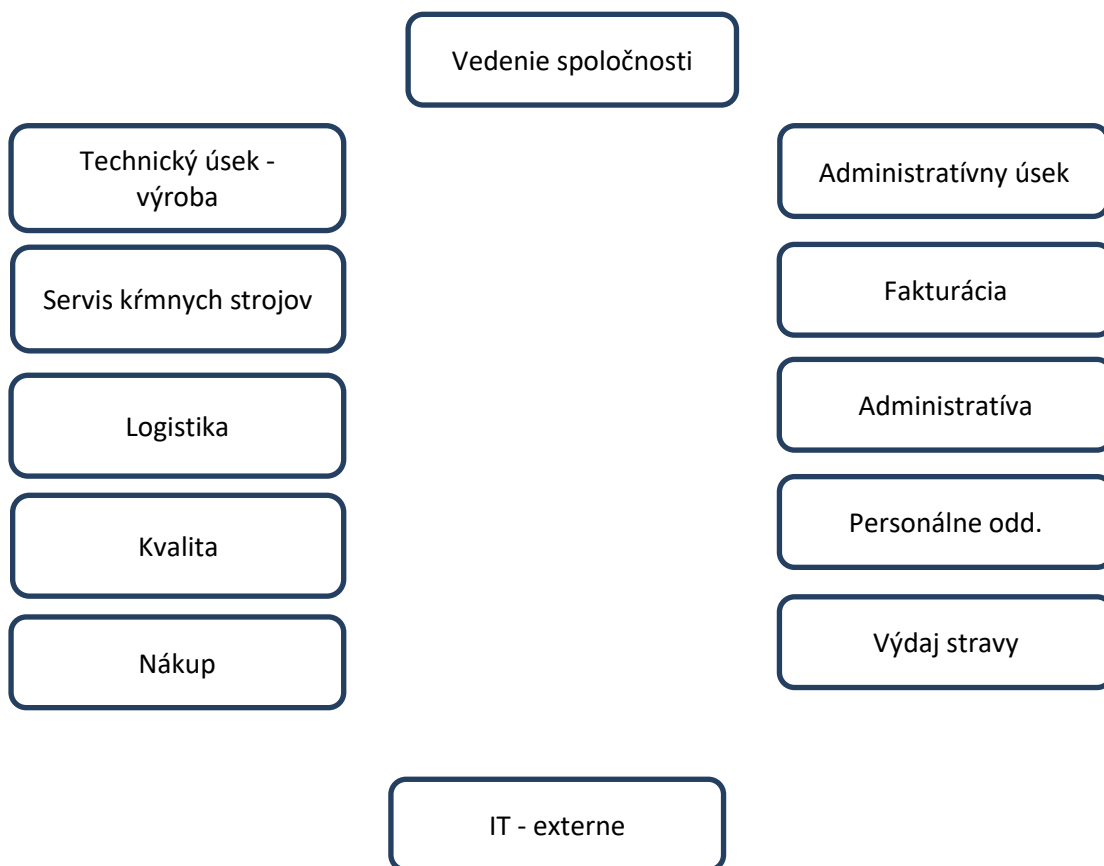 Vedenie spoločnosti
Technický úsek -
výroba
Servis kŕmnych strojov
Logistika
Kvalita
Nákup
Administratívny úsek
Fakturácia
Administratíva
Personálne odd.
Výdaj stravy
IT - externe